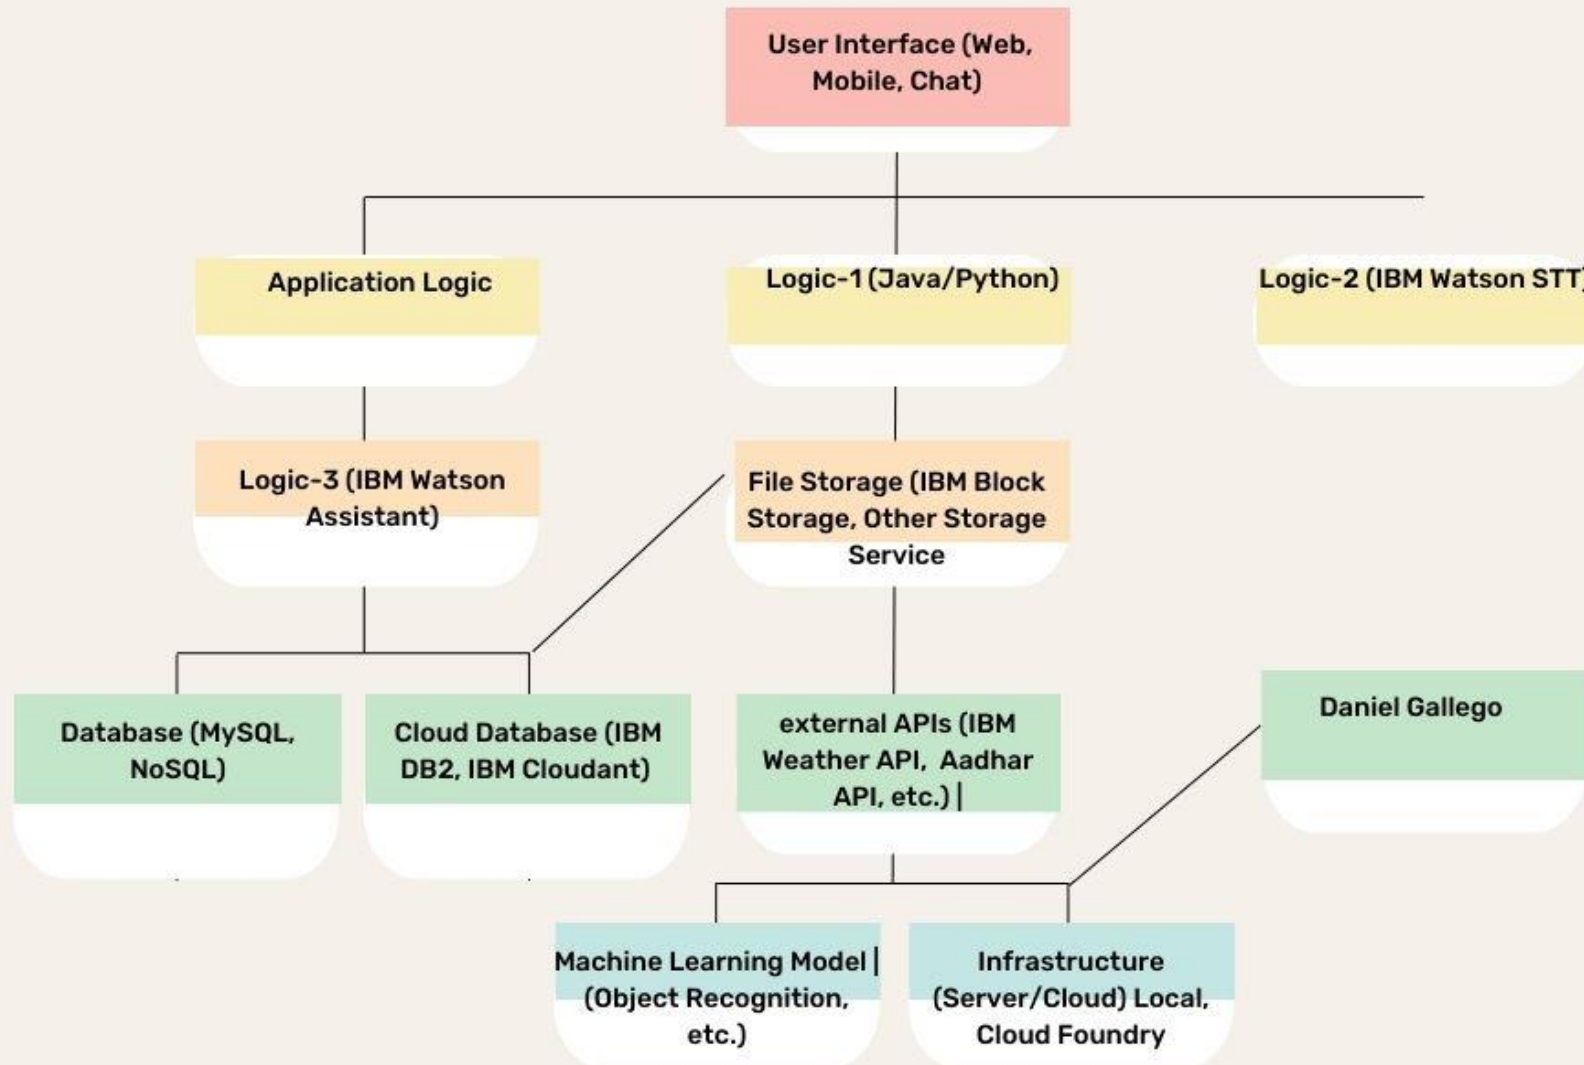 User Interface (Web,
Mobile, Chat)
Application Logic
Logic-1 (Java/Python)
Logic-2 (IBM Watson STT)
Logic-3 (IBM Watson
Assistant)
File Storage (IBM Block
Storage, Other Storage
Service
Database (MySQL,
NoSQL)
Cloud Database (IBM
DB2, IBM Cloudant)
external APIs (IBM
Weather API, Aadhar
API, etc.) |
Daniel Gallego
Machine Learning Model |
(Object Recognition,
etc.)
Infrastructure
(Server/Cloud) Local,
Cloud Foundry